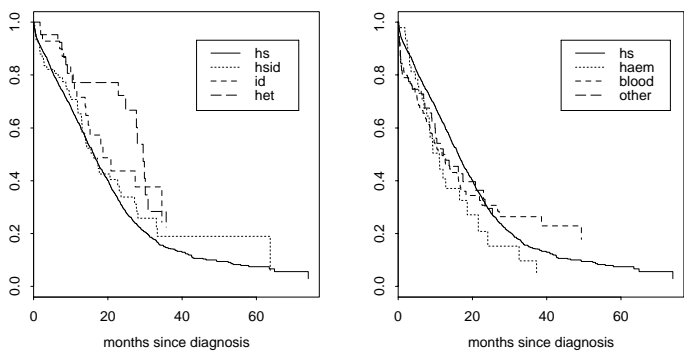 1.0
0.8
0.6
0.4
0.2
0.0
hs
hsid
id
het
0 20 40 60
months since diagnosis
1.0
0.8
0.6
0.4
0.2
0.0
hs
haem
blood
other
0 20 40 60
months since diagnosis